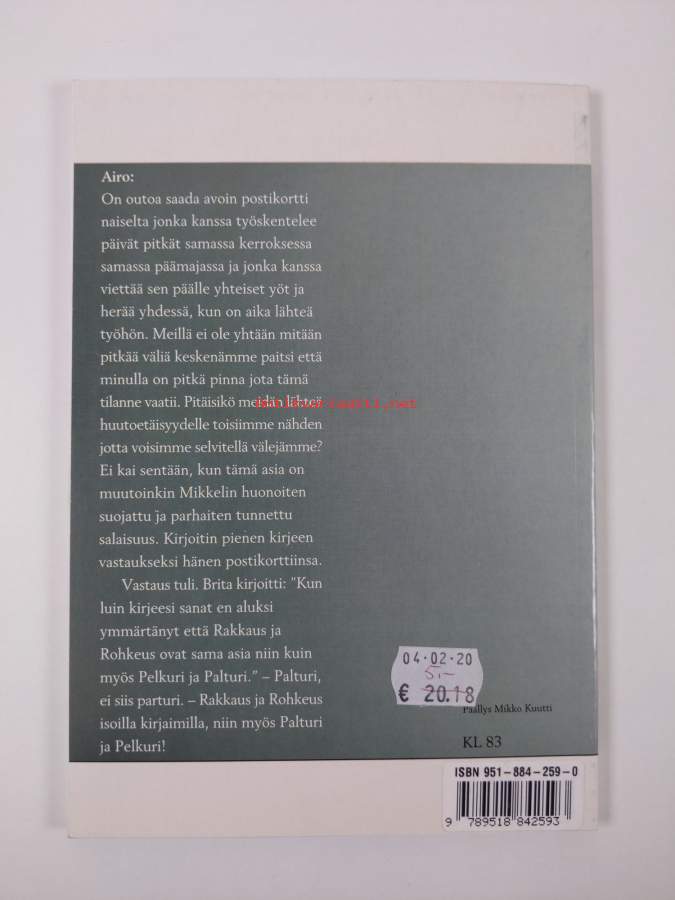 Airo:
On outoa saada avoin postikortti
naiselta jonka kanssa työskentelee
päivät pitkät samassa kerroksessa
samassa päämajassa ja jonka kanssa
viettää sen päälle yhteiset yöt ja
herää yhdessä, kun on aika lähteä
työhön. Meillä ei ole yhtään mitään
pitkää väliä keskenämme paitsi että
minulla on pitkä pinna jota tämä
tilanne vaatii. Pitäisikö meidän lähteä
huutoetäisyydelle toisiimme nähden
jotta voisimme selvitellä välejämme?
Ei kai sentään, kun tämä asia on
muutoinkin Mikkelin huonoiten
suojattu ja parhaiten tunnettu
salaisuus. Kirjoitin pienen kirjeen
vastaukseksi hänen postikorttiinsa.
Vastaus tuli. Brita kirjoitti: "Kun
luin kirjeesi sanat en aluksi
ymmärtänyt että Rakkaus ja
Rohkeus ovat sama asia niin kuin
myös Pelkuri ja Palturi." – Palturi,
ei siis parturi. – Rakkaus ja Rohkeus
isoilla kirjaimilla, niin myös Palturi
ja Pelkuri!
04·02·20
5,–
€ 20.18
Päällys Mikko Kuutti
KL 83
ISBN 951-884-259-0
9 789518 842593